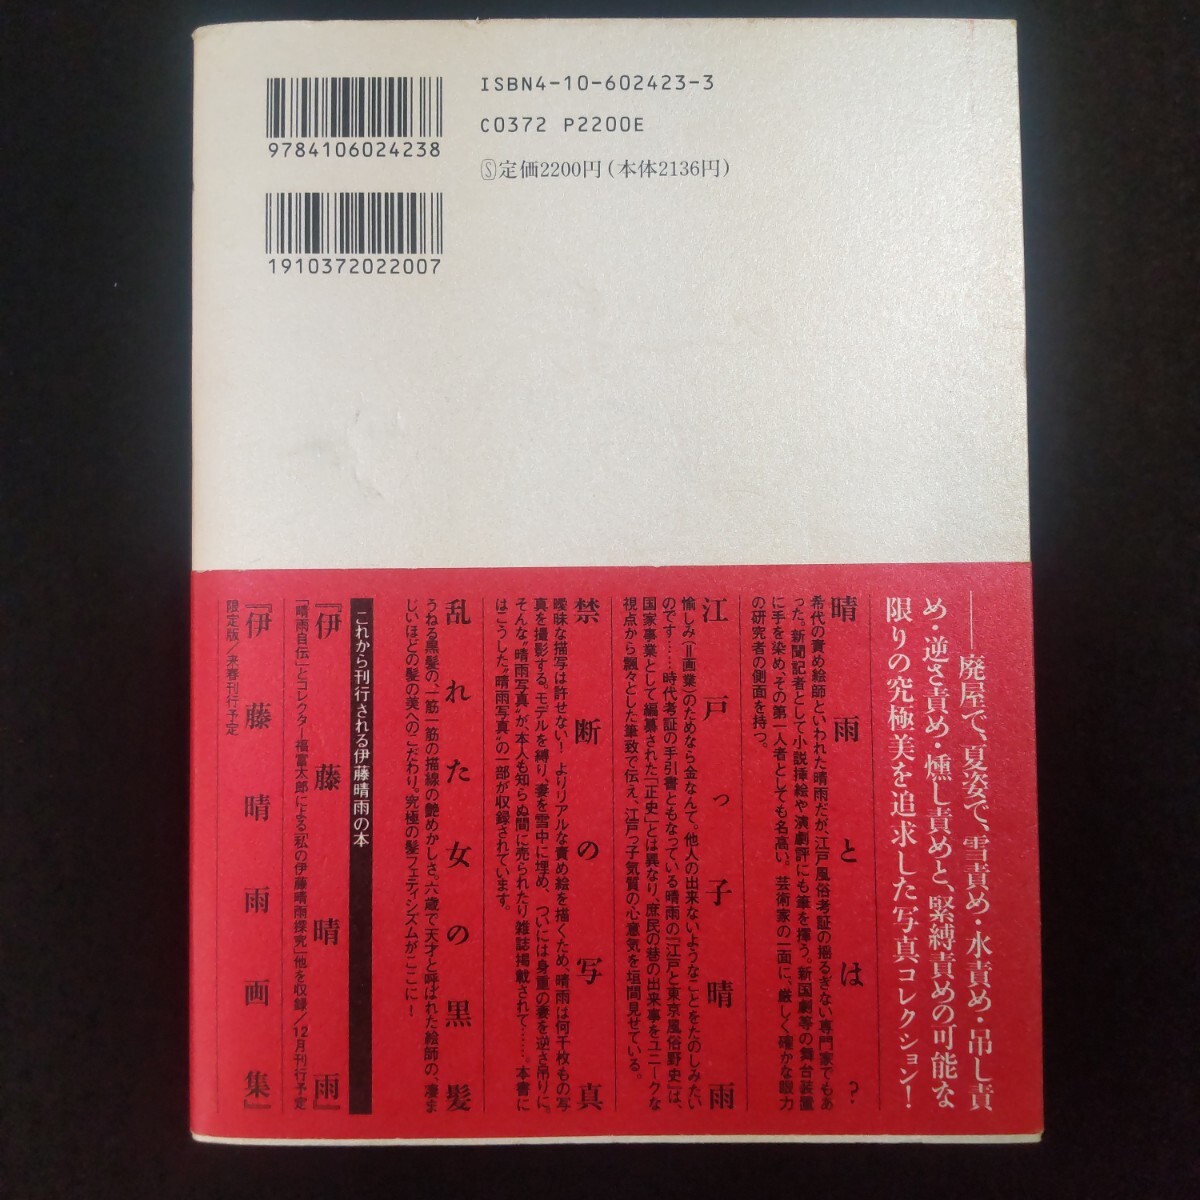 ISBN4-10-602423-3
C0372 P2200E
Ⓢ定価2200円(本体2136円)
9784106024238
1910372022007
――廃屋で、夏姿で、雪責め・水責め・吊し責
め・逆さ責め・燻し責めと、緊縛責めの可能な
限りの究極美を追求した写真コレクション!
晴雨とは?
希代の責め絵師といわれた晴雨だが、江戸風俗考証の揺るぎない専門家でもあ
った。新聞記者として小説挿絵や演劇評にも筆を揮う。新国劇等の舞台装置
に手を染め、その第一人者としても名高い。芸術家の一面に、厳しく確かな眼力
の研究者の側面を持つ。
江戸っ子晴雨
愉しみ(=画業)のためなら金なんて。他人の出来ないようなことをたのしみたい
のです……時代考証の手引書ともなっている晴雨の「江戸と東京風俗野史」は、
国家事業として編纂された「正史」とは異なり、庶民の巷の出来事をユニークな
視点から飄々とした筆致で伝え、江戸っ子気質の心意気を垣間見せている。
禁断の写真
曖昧な描写は許せない! よりリアルな責め絵を描くため、晴雨は何千枚もの写
真を撮影する。モデルを縛り、妻を雪中に埋め、ついには身重の妻を逆さ吊りに。
そんな〝晴雨写真〟が、本人も知らぬ間に売られたり雑誌掲載されて……。本書に
はこうした〝晴雨写真〟の一部が収録されています。
乱れた女の黒髪
うねる黒髪の、一筋一筋の描線の艶めかしさ。六歳で天才と呼ばれた絵師の、凄ま
じいほどの髪の美へのこだわり。究極の髪フェティシズムがここに!
これから刊行される伊藤晴雨の本
『伊藤晴雨』
「晴雨自伝」とコレクター福富太郎による「私の伊藤晴雨探究」他を収録/12月刊行予定
『伊藤晴雨画集』
限定版/来春刊行予定